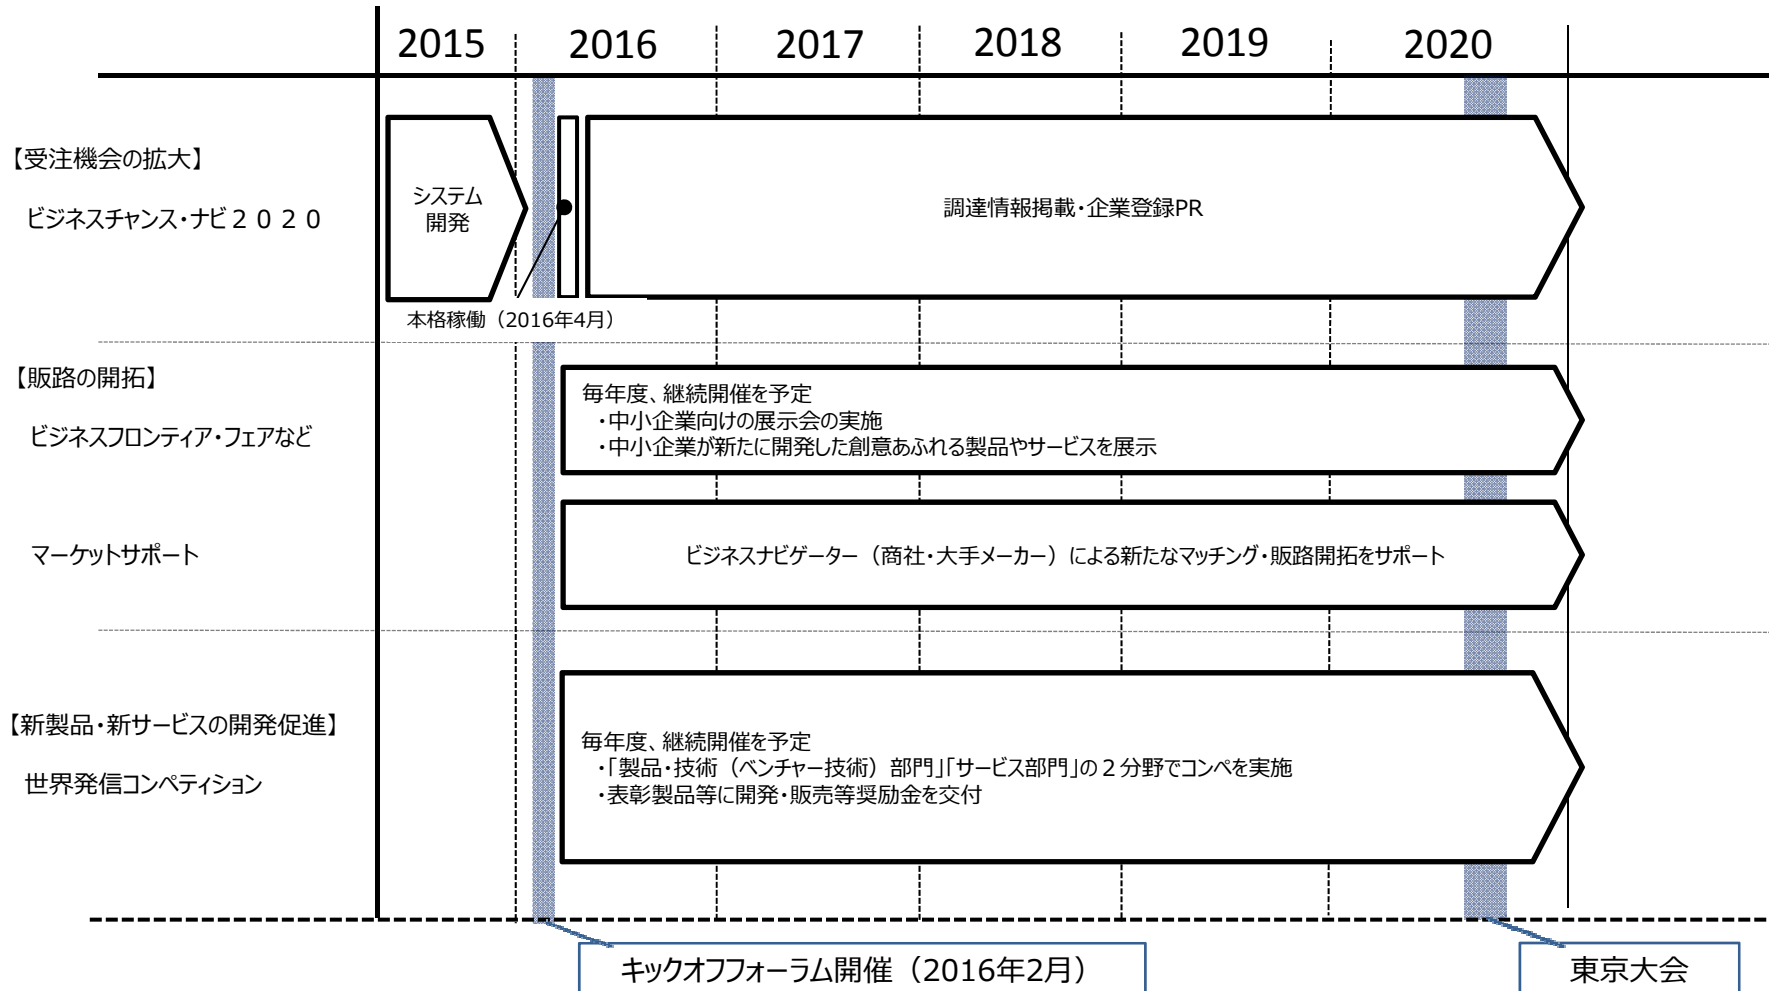 2015 2016 2017 2018 2019 2020
【受注機会の拡大】
ビジネスチャンス・ナビ２０２０
システム
開発
調達情報掲載・企業登録PR
本格稼働（2016年4月）
【販路の開拓】
ビジネスフロンティア・フェアなど
毎年度、継続開催を予定
・中小企業向けの展示会の実施
・中小企業が新たに開発した創意あふれる製品やサービスを展示
マーケットサポート
ビジネスナビゲーター（商社・大手メーカー）による新たなマッチング・販路開拓をサポート
【新製品・新サービスの開発促進】
世界発信コンペティション
毎年度、継続開催を予定
・「製品・技術（ベンチャー技術）部門」「サービス部門」の２分野でコンペを実施
・表彰製品等に開発・販売等奨励金を交付
キックオフフォーラム開催（2016年2月）
東京大会